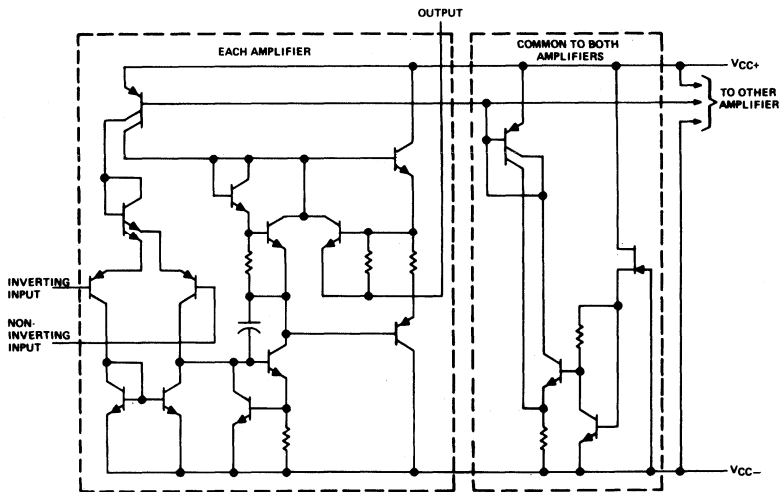 OUTPUT
EACH AMPLIFIER
COMMON TO BOTH
AMPLIFIERS
VCC+
TO OTHER
AMPLIFIER
INVERTING
INPUT
NON-
INVERTING
INPUT
VCC−